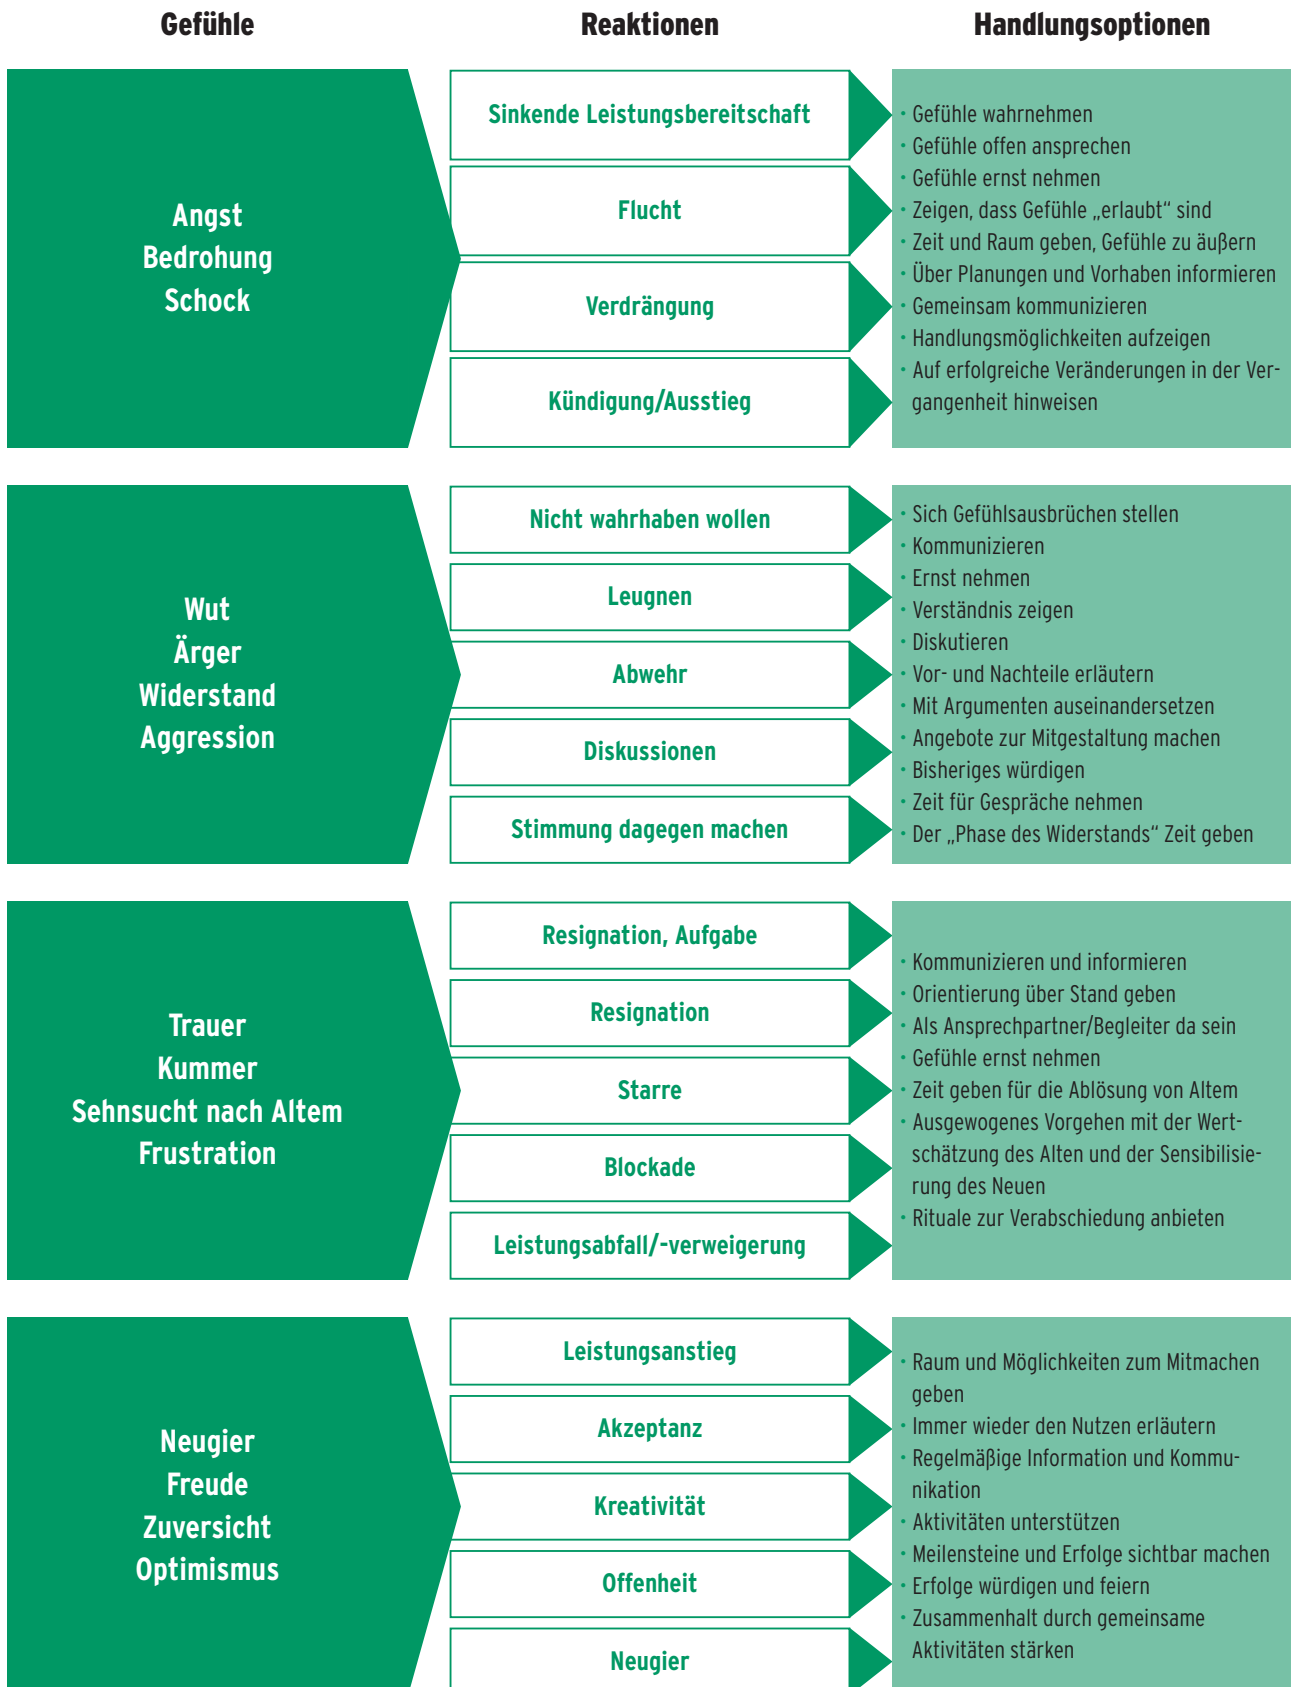 Gefühle
Reaktionen
Handlungsoptionen
Angst
Bedrohung
Schock
Sinkende Leistungsbereitschaft
Flucht
Verdrängung
Kündigung/Ausstieg
• Gefühle wahrnehmen
• Gefühle offen ansprechen
• Gefühle ernst nehmen
• Zeigen, dass Gefühle „erlaubt“ sind
• Zeit und Raum geben, Gefühle zu äußern
• Über Planungen und Vorhaben informieren
• Gemeinsam kommunizieren
• Handlungsmöglichkeiten aufzeigen
• Auf erfolgreiche Veränderungen in der Ver-
gangenheit hinweisen
Wut
Ärger
Widerstand
Aggression
Nicht wahrhaben wollen
Leugnen
Abwehr
Diskussionen
Stimmung dagegen machen
• Sich Gefühlsausbrüchen stellen
• Kommunizieren
• Ernst nehmen
• Verständnis zeigen
• Diskutieren
• Vor- und Nachteile erläutern
• Mit Argumenten auseinandersetzen
• Angebote zur Mitgestaltung machen
• Bisheriges würdigen
• Zeit für Gespräche nehmen
• Der „Phase des Widerstands“ Zeit geben
Trauer
Kummer
Sehnsucht nach Altem
Frustration
Resignation, Aufgabe
Resignation
Starre
Blockade
Leistungsabfall/-verweigerung
• Kommunizieren und informieren
• Orientierung über Stand geben
• Als Ansprechpartner/Begleiter da sein
• Gefühle ernst nehmen
• Zeit geben für die Ablösung von Altem
• Ausgewogenes Vorgehen mit der Wert-
schätzung des Alten und der Sensibilisie-
rung des Neuen
• Rituale zur Verabschiedung anbieten
Neugier
Freude
Zuversicht
Optimismus
Leistungsanstieg
Akzeptanz
Kreativität
Offenheit
Neugier
• Raum und Möglichkeiten zum Mitmachen
geben
• Immer wieder den Nutzen erläutern
• Regelmäßige Information und Kommu-
nikation
• Aktivitäten unterstützen
• Meilensteine und Erfolge sichtbar machen
• Erfolge würdigen und feiern
• Zusammenhalt durch gemeinsame
Aktivitäten stärken